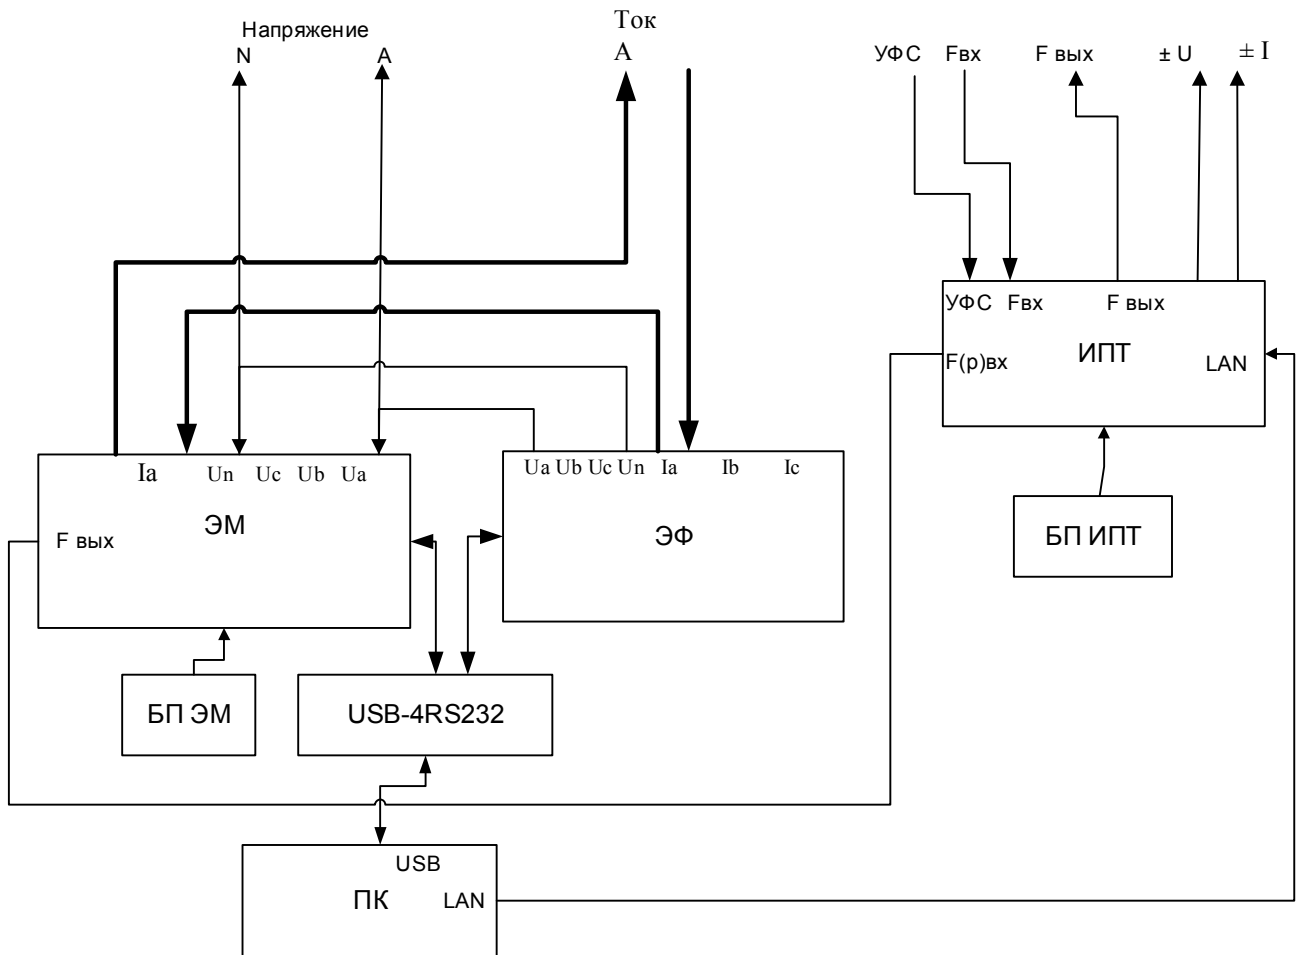 Напряжение
N
A
Ток
A
УФС
Fвх
F вых
± U
± I
УФС
Fвх
F вых
ИПТ
F(p)вх
LAN
Ia
Un
Uc
Ub
Ua
ЭМ
F вых
Ua
Ub
Uc
Un
Ia
Ib
Ic
ЭФ
БП ИПТ
БП ЭМ
USB-4RS232
USB
ПК
LAN